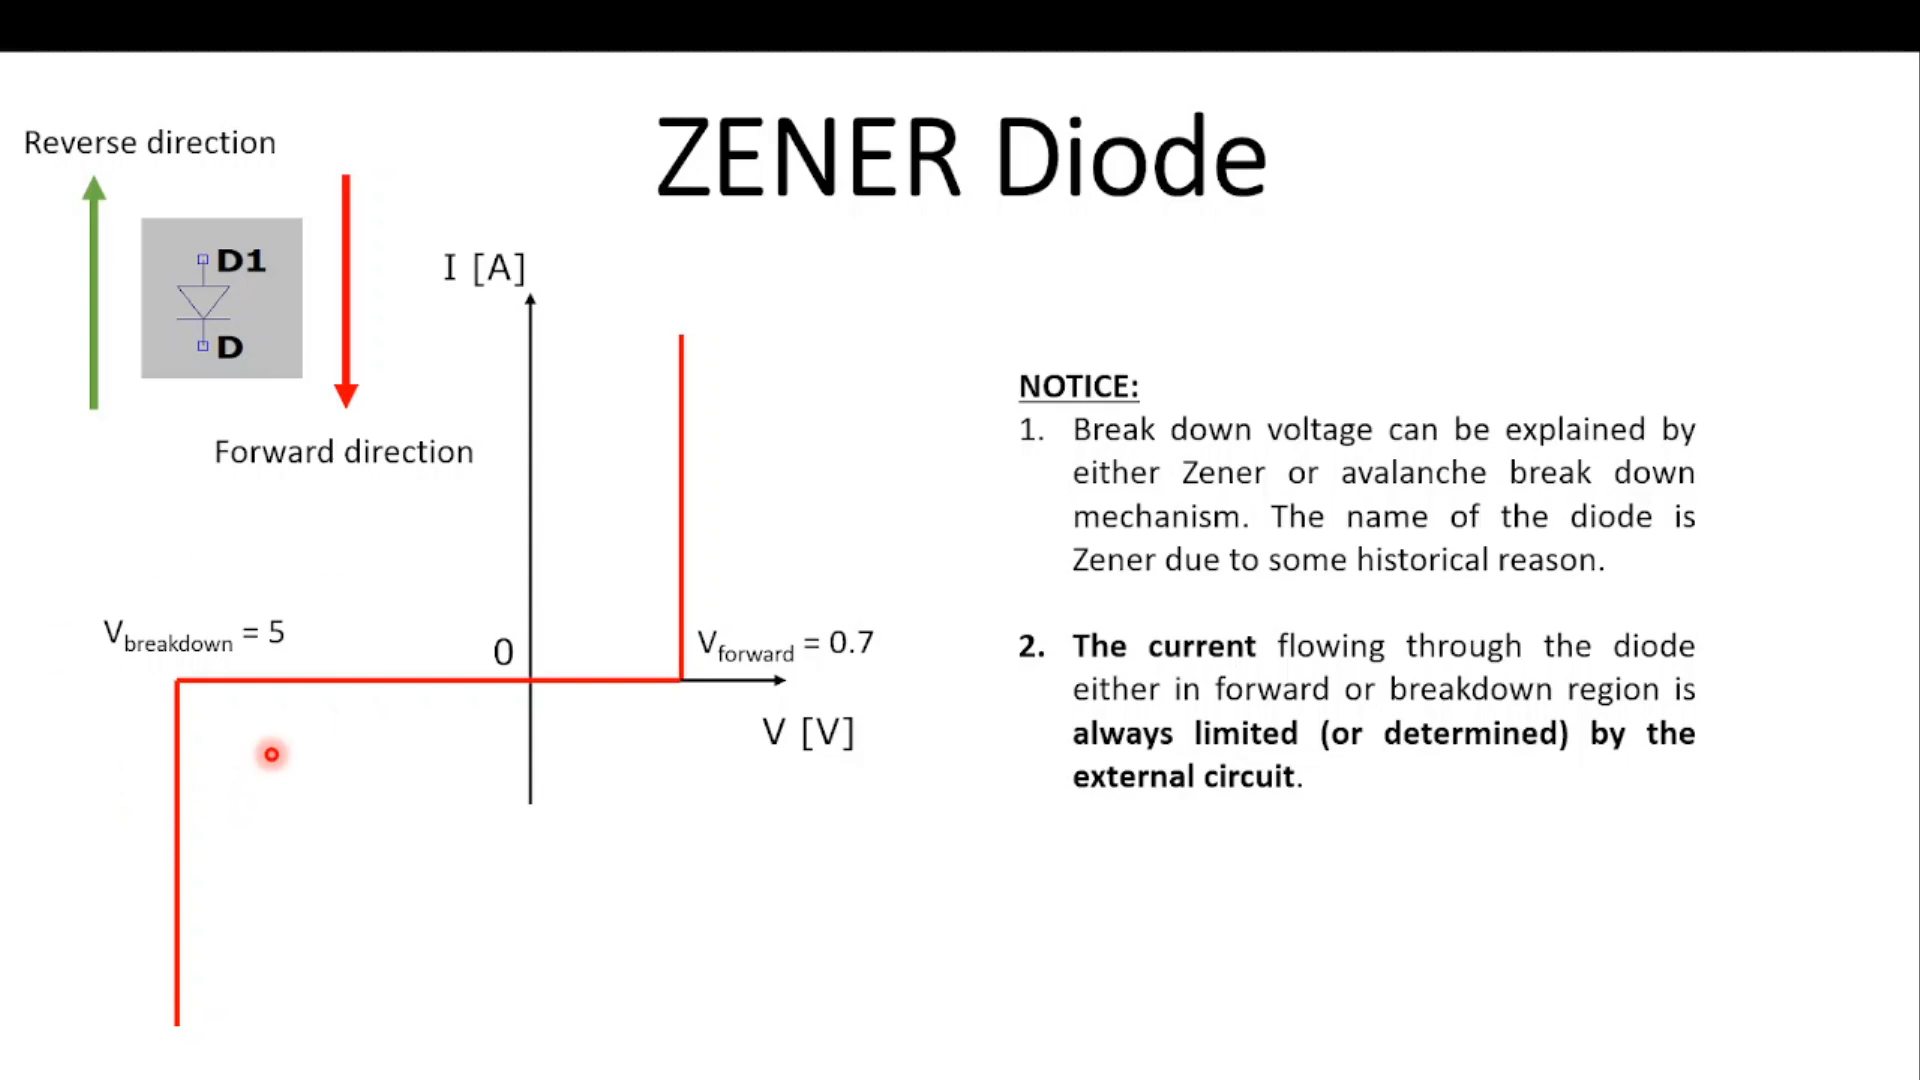 ZENER Diode
Reverse direction
D1
D
Forward direction
I [A]
V_breakdown = 5
0
V_forward = 0.7
V [V]
NOTICE:
1. Break down voltage can be explained by
either Zener or avalanche break down
mechanism. The name of the diode is
Zener due to some historical reason.
2. The current flowing through the diode
either in forward or breakdown region is
always limited (or determined) by the
external circuit.